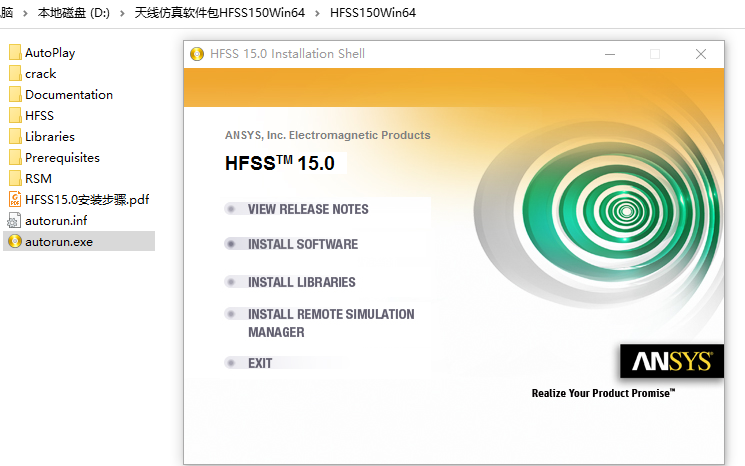 脑 › 本地磁盘 (D:) › 天线仿真软件包HFSS150Win64 › HFSS150Win64
AutoPlay
crack
Documentation
HFSS
Libraries
Prerequisites
RSM
HFSS15.0安装步骤.pdf
autorun.inf
autorun.exe
HFSS 15.0 Installation Shell
ANSYS, Inc. Electromagnetic Products
HFSS™ 15.0
VIEW RELEASE NOTES
INSTALL SOFTWARE
INSTALL LIBRARIES
INSTALL REMOTE SIMULATION
MANAGER
EXIT
ANSYS®
Realize Your Product Promise™